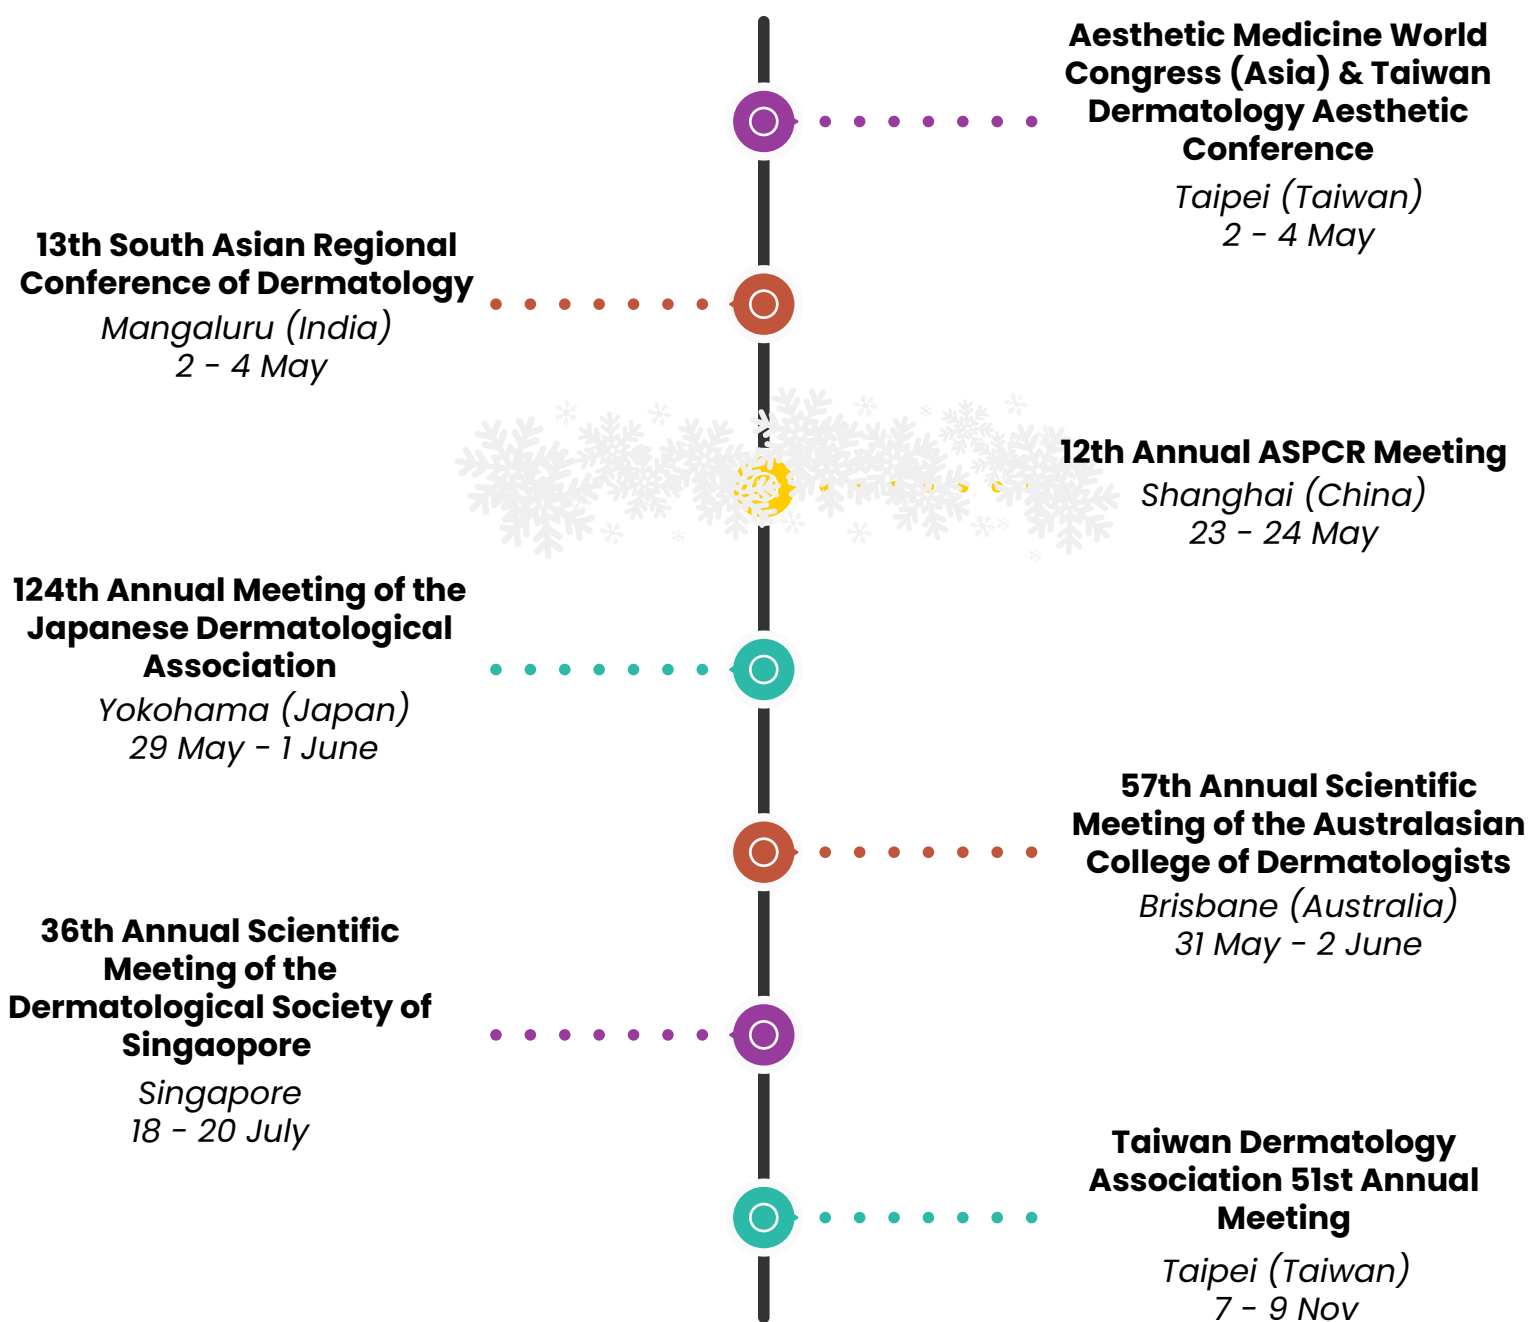 Aesthetic Medicine World
Congress (Asia) & Taiwan
Dermatology Aesthetic
Conference
Taipei (Taiwan)
2 - 4 May
13th South Asian Regional
Conference of Dermatology
Mangaluru (India)
2 - 4 May
12th Annual ASPCR Meeting
Shanghai (China)
23 - 24 May
124th Annual Meeting of the
Japanese Dermatological
Association
Yokohama (Japan)
29 May - 1 June
57th Annual Scientific
Meeting of the Australasian
College of Dermatologists
Brisbane (Australia)
31 May - 2 June
36th Annual Scientific
Meeting of the
Dermatological Society of
Singaopore
Singapore
18 - 20 July
Taiwan Dermatology
Association 51st Annual
Meeting
Taipei (Taiwan)
7 - 9 Nov